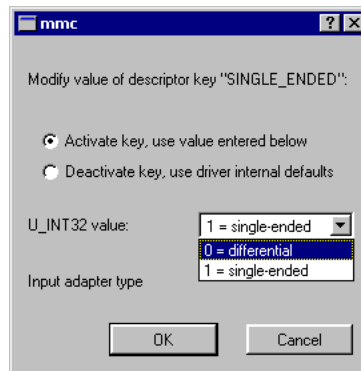 mmc
Modify value of descriptor key "SINGLE_ENDED":
Activate key, use value entered below
Deactivate key, use driver internal defaults
U_INT32 value:
1 = single-ended
0 = differential
1 = single-ended
Input adapter type
OK
Cancel